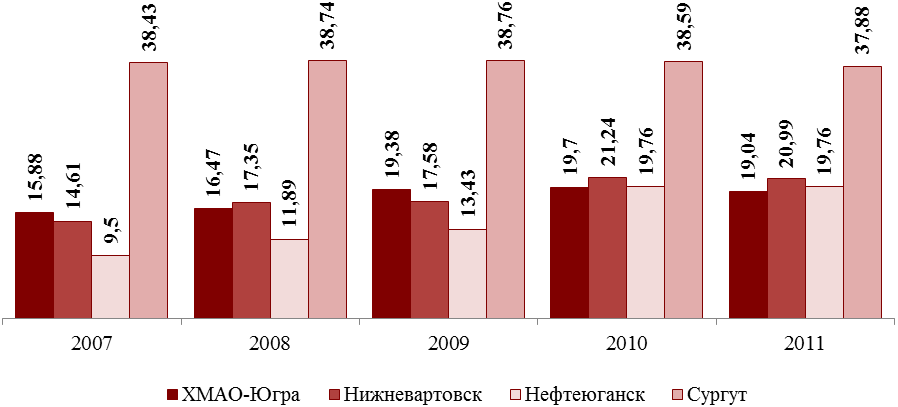 15,88 14,61 9,5 38,43
16,47 17,35 11,89 38,74
19,38 17,58 13,43 38,76
19,7 21,24 19,76 38,59
19,04 20,99 19,76 37,88
2007 2008 2009 2010 2011
ХМАО-Югра Нижневартовск Нефтеюганск Сургут